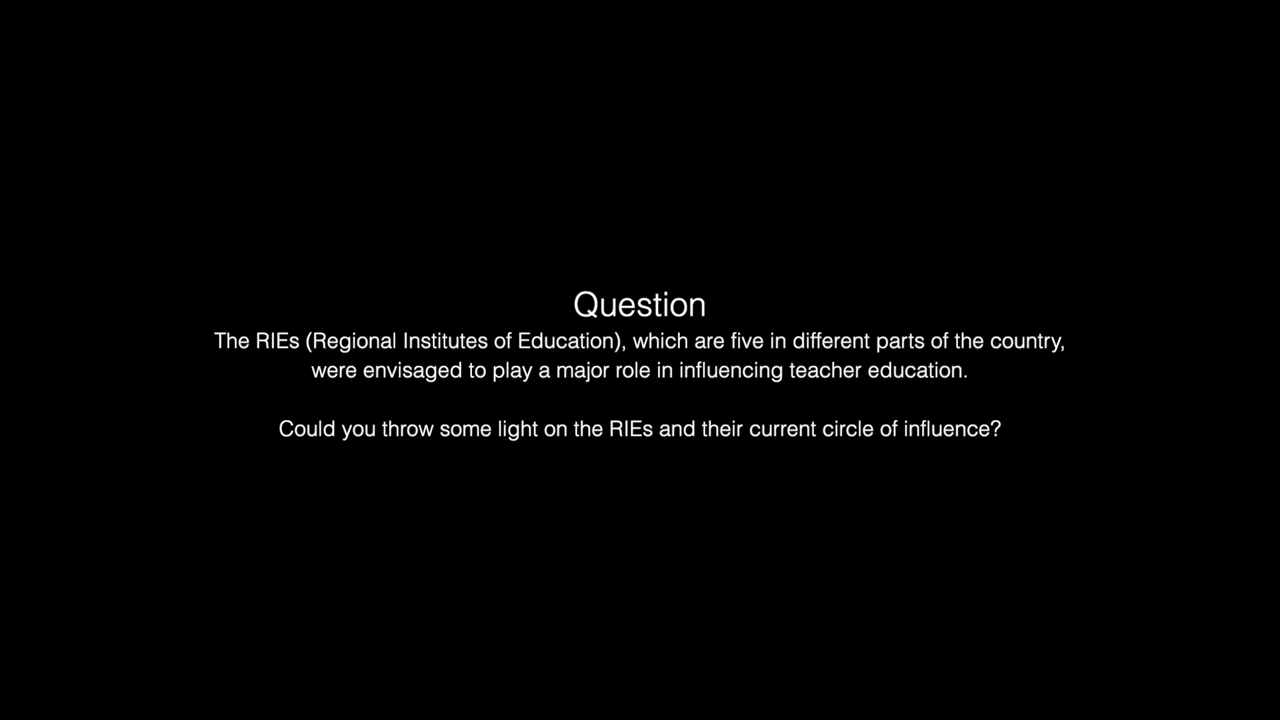 Question
The RIEs (Regional Institutes of Education), which are five in different parts of the country,
were envisaged to play a major role in influencing teacher education.
Could you throw some light on the RIEs and their current circle of influence?